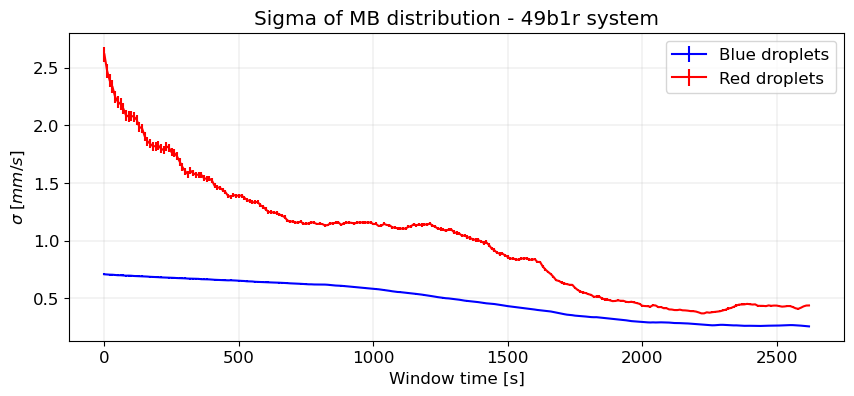 Sigma of MB distribution - 49b1r system
Blue droplets
Red droplets
2.5
2.0
1.5
1.0
0.5
σ [mm/s]
0 500 1000 1500 2000 2500
Window time [s]